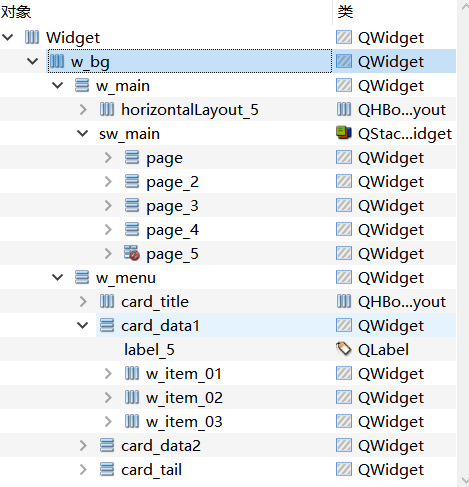 对象 类
Widget QWidget
w_bg QWidget
w_main QWidget
horizontalLayout_5 QHBo...yout
sw_main QStac...idget
page QWidget
page_2 QWidget
page_3 QWidget
page_4 QWidget
page_5 QWidget
w_menu QWidget
card_title QHBo...yout
card_data1 QWidget
label_5 QLabel
w_item_01 QWidget
w_item_02 QWidget
w_item_03 QWidget
card_data2 QWidget
card_tail QWidget